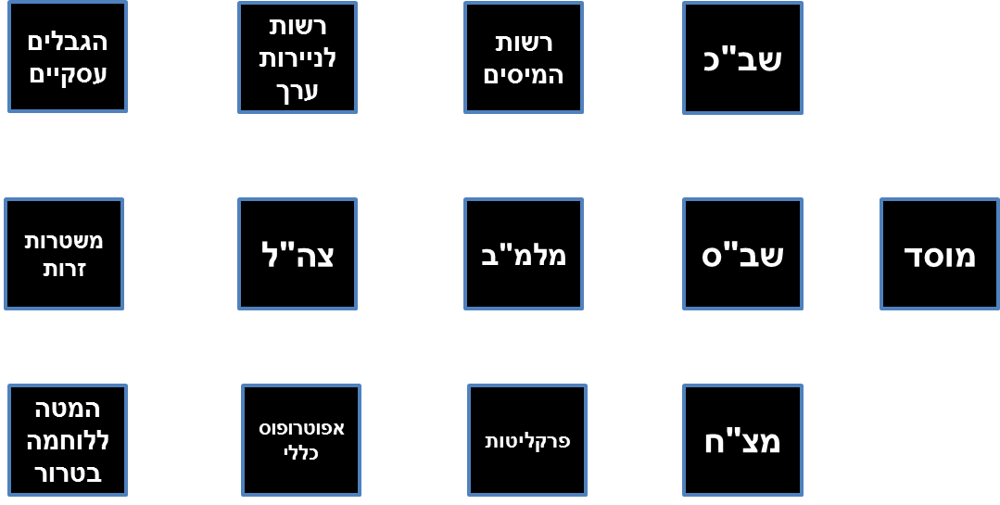 שב"כ
רשות
המיסים
רשות
לניירות
ערך
הגבלים
עסקיים
מוסד
שב"ס
מלמ"ב
צה"ל
משטרות
זרות
מצ"ח
פרקליטות
אפוטרופוס
כללי
המטה
ללוחמה
בטרור